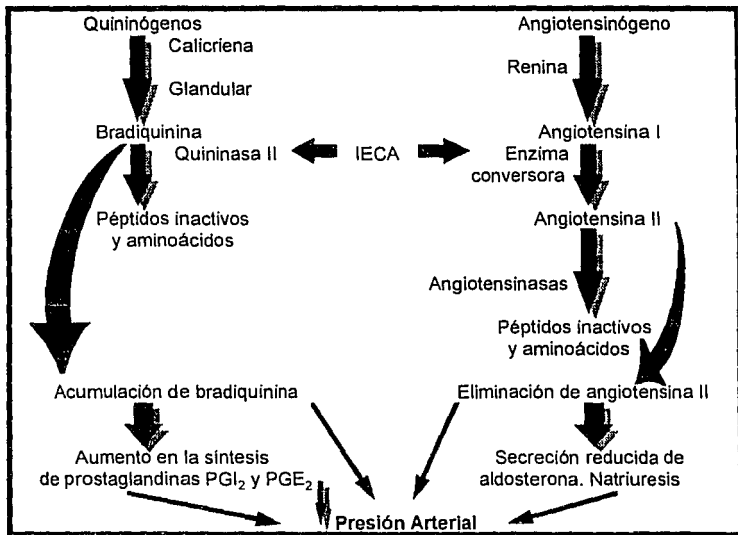 Quininógenos
Calicriena
Glandular
Bradiquinina
Quininasa II
Péptidos inactivos
y aminoácidos
IECA
Angiotensinógeno
Renina
Angiotensina I
Enzima
conversora
Angiotensina II
Angiotensinasas
Péptidos inactivos
y aminoácidos
Acumulación de bradiquinina
Eliminación de angiotensina II
Aumento en la síntesis
de prostaglandinas PGI₂ y PGE₂
Secreción reducida de
aldosterona. Natriuresis
Presión Arterial